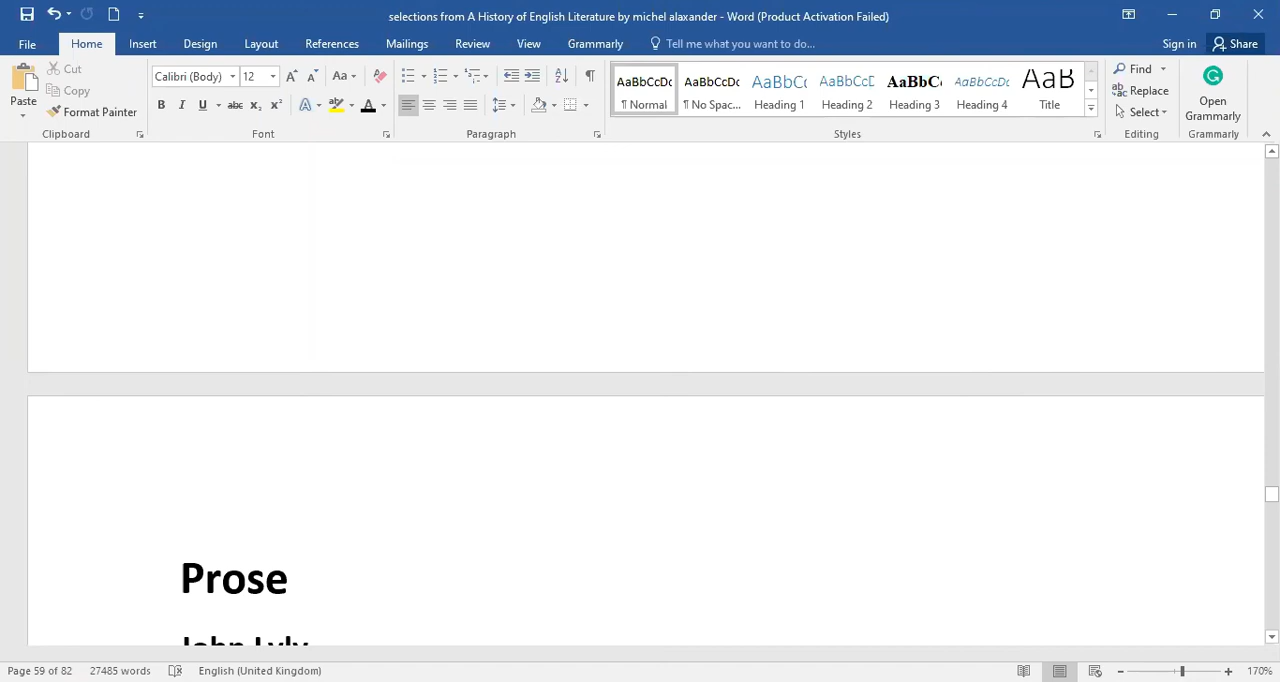 selections from A History of English Literature by michel alaxander - Word (Product Activation Failed)
File Home Insert Design Layout References Mailings Review View Grammarly Tell me what you want to do... Sign in Share
Paste
Cut
Copy
Format Painter
Clipboard
Calibri (Body) 12
Font
Paragraph
AaBbCcDc AaBbCcDc AaBbC( AaBbCcD AaBbC( AaBbCcDc AaB
¶ Normal ¶ No Spac... Heading 1 Heading 2 Heading 3 Heading 4 Title
Styles
Find
Replace
Select
Editing
Open
Grammarly
Grammarly
Prose
John Lyly
Page 59 of 82 27485 words English (United Kingdom) 170%